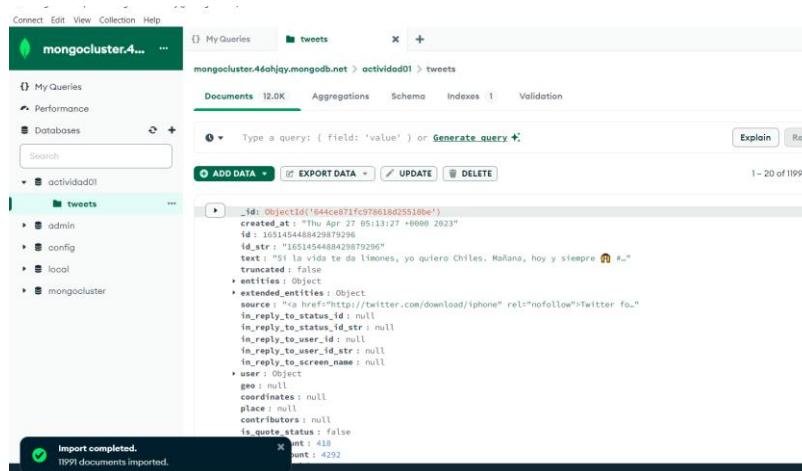 Connect Edit View Collection Help
mongocluster.4... ...
{} My Queries
Performance
Databases
Search
actividad01
tweets ...
admin
config
local
mongocluster
{} My Queries
tweets
mongocluster.46ahjqy.mongodb.net > actividad01 > tweets
Documents 12.0K Aggregations Schema Indexes 1 Validation
Type a query: { field: 'value' } or Generate query
Explain
Re
ADD DATA
EXPORT DATA
UPDATE
DELETE
1 – 20 of 1199
_id: ObjectId('644ce871fc978618d25518be')
created_at : "Thu Apr 27 05:13:27 +0000 2023"
id : 1651454488429879296
id_str : "1651454488429879296"
text : "Si la vida te da limones, yo quiero Chiles. Mañana, hoy y siempre 👧 #…"
truncated : false
entities : Object
extended_entities : Object
source : "<a href="http://twitter.com/download/iphone" rel="nofollow">Twitter fo…"
in_reply_to_status_id : null
in_reply_to_status_id_str : null
in_reply_to_user_id : null
in_reply_to_user_id_str : null
in_reply_to_screen_name : null
user : Object
geo : null
coordinates : null
place : null
contributors : null
is_quote_status : false
unt : 418
ount : 4292
Import completed.
11991 documents imported.